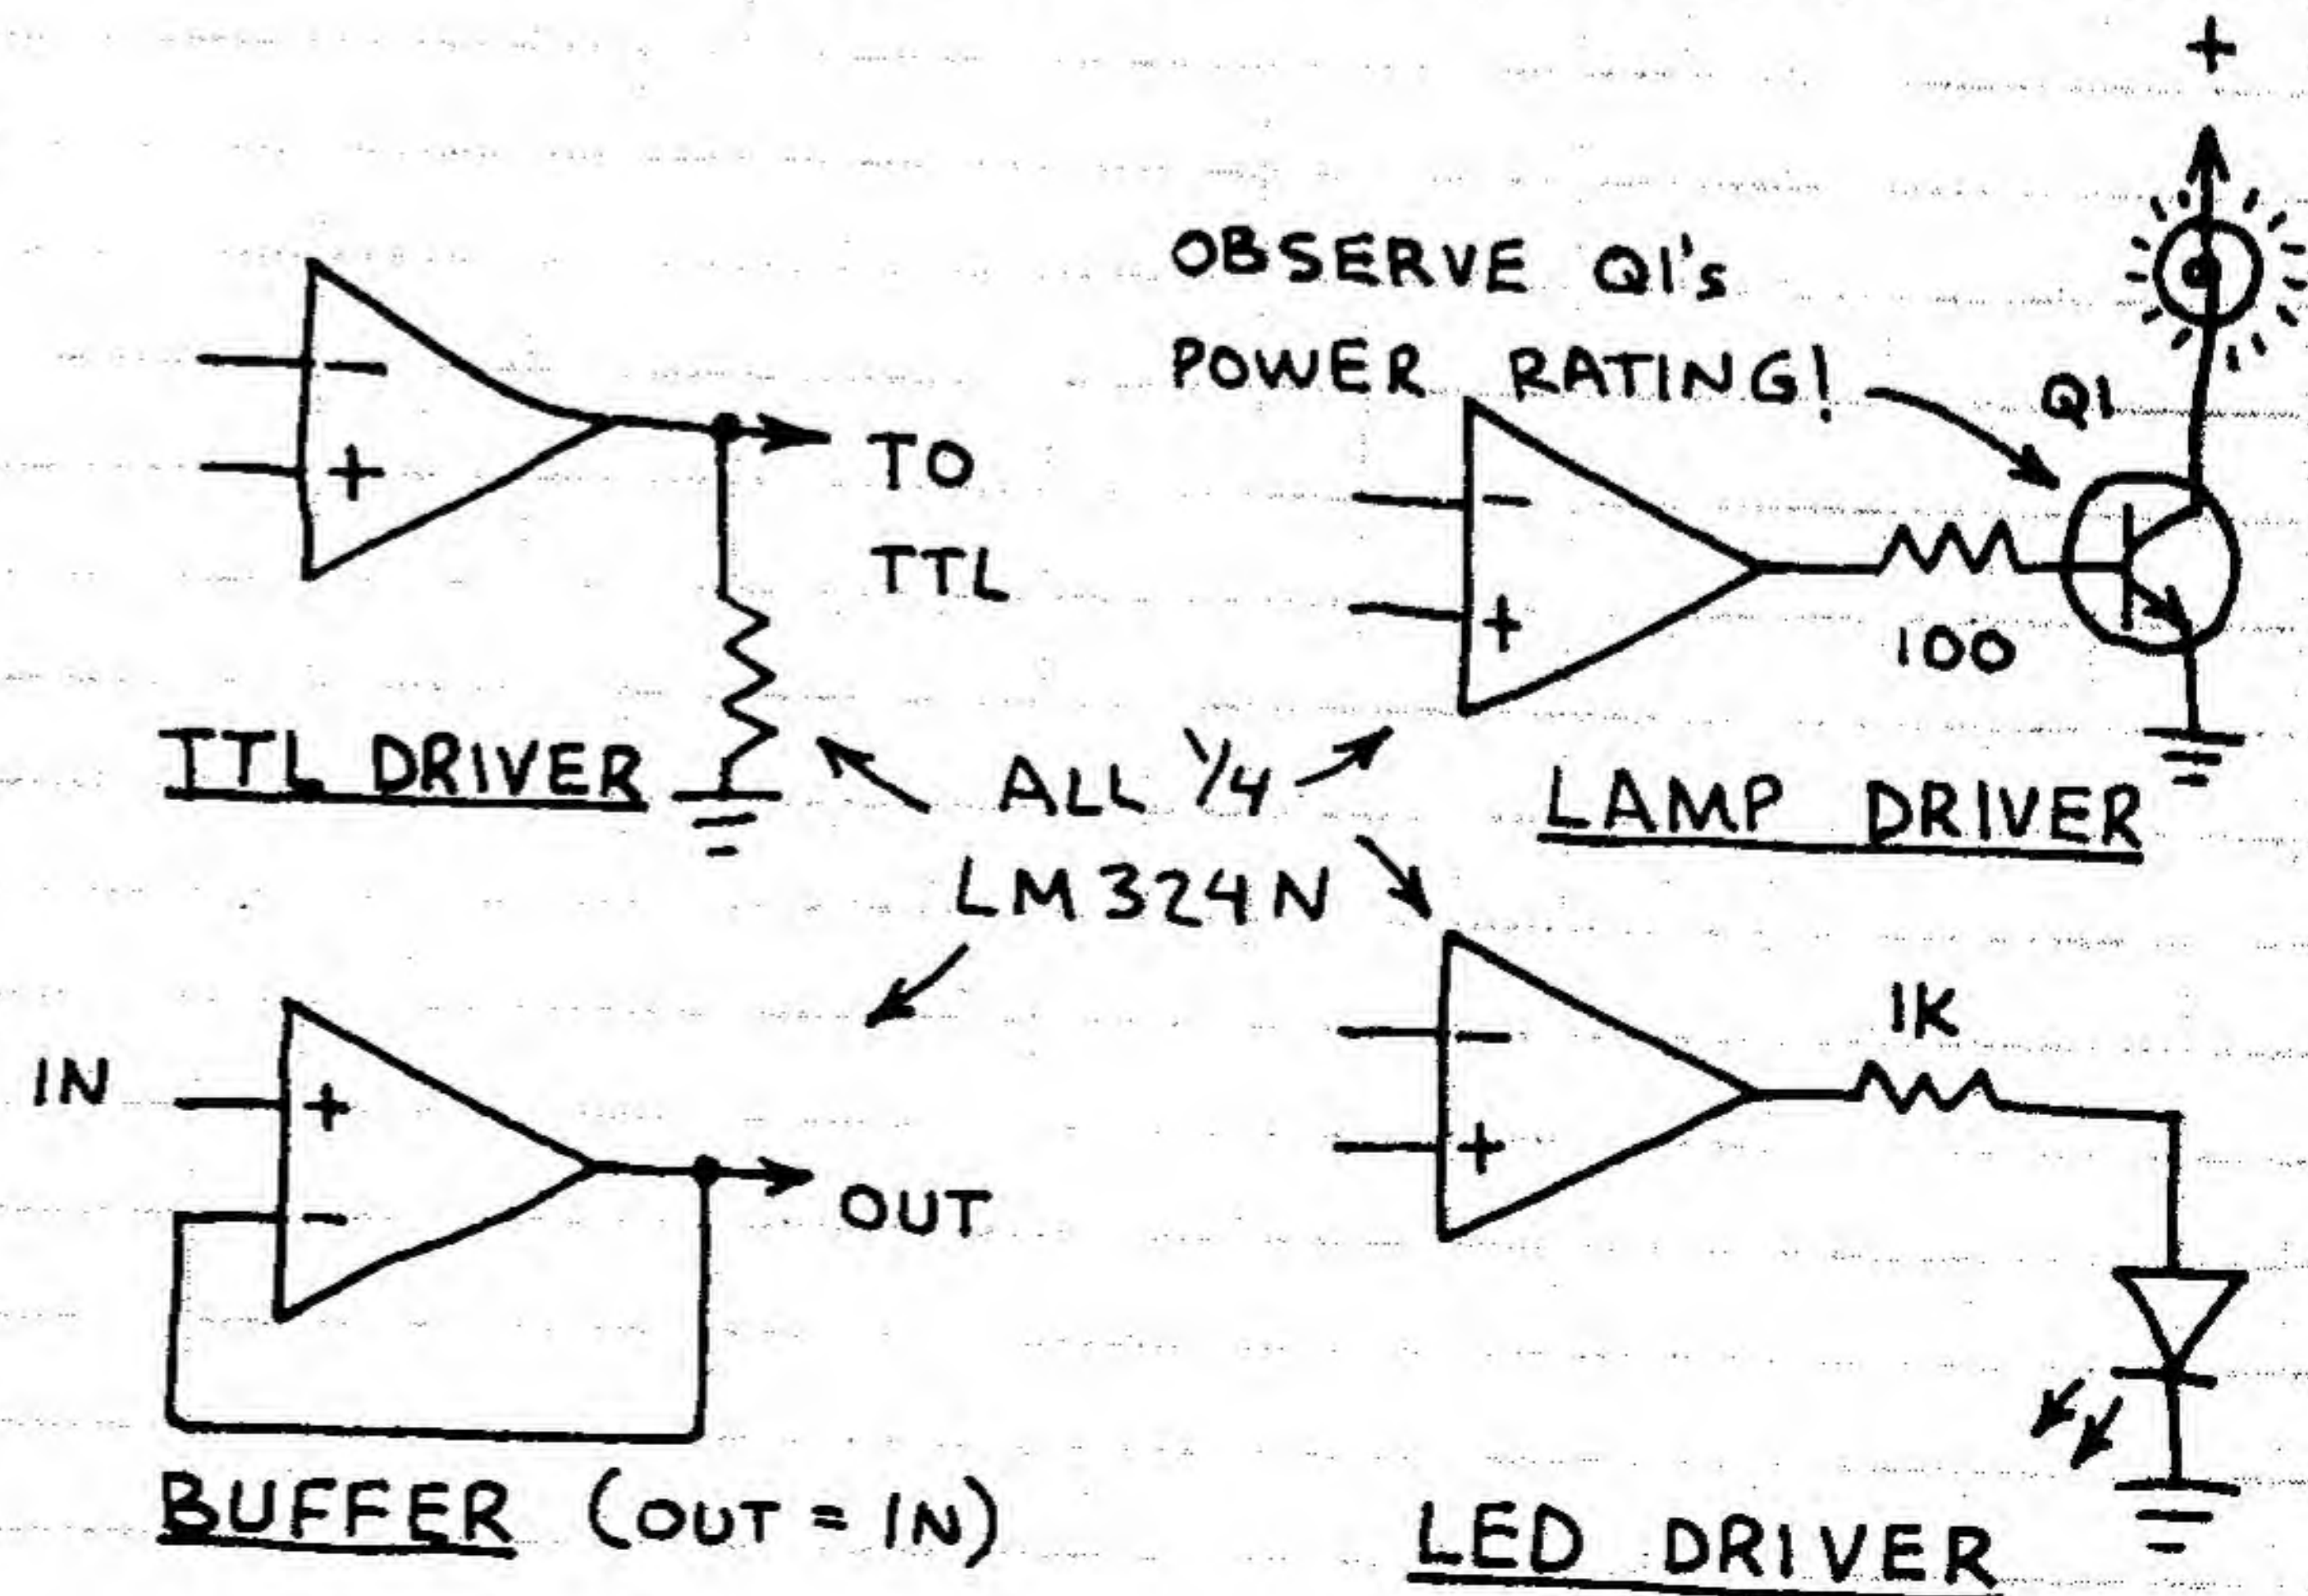 +
OBSERVE Q1's
POWER RATING!
Q1
−
+
TO
TTL
−
+
100
TTL DRIVER
ALL 1/4
LM324N
LAMP DRIVER
IN
+
−
OUT
−
+
1K
BUFFER (OUT = IN)
LED DRIVER